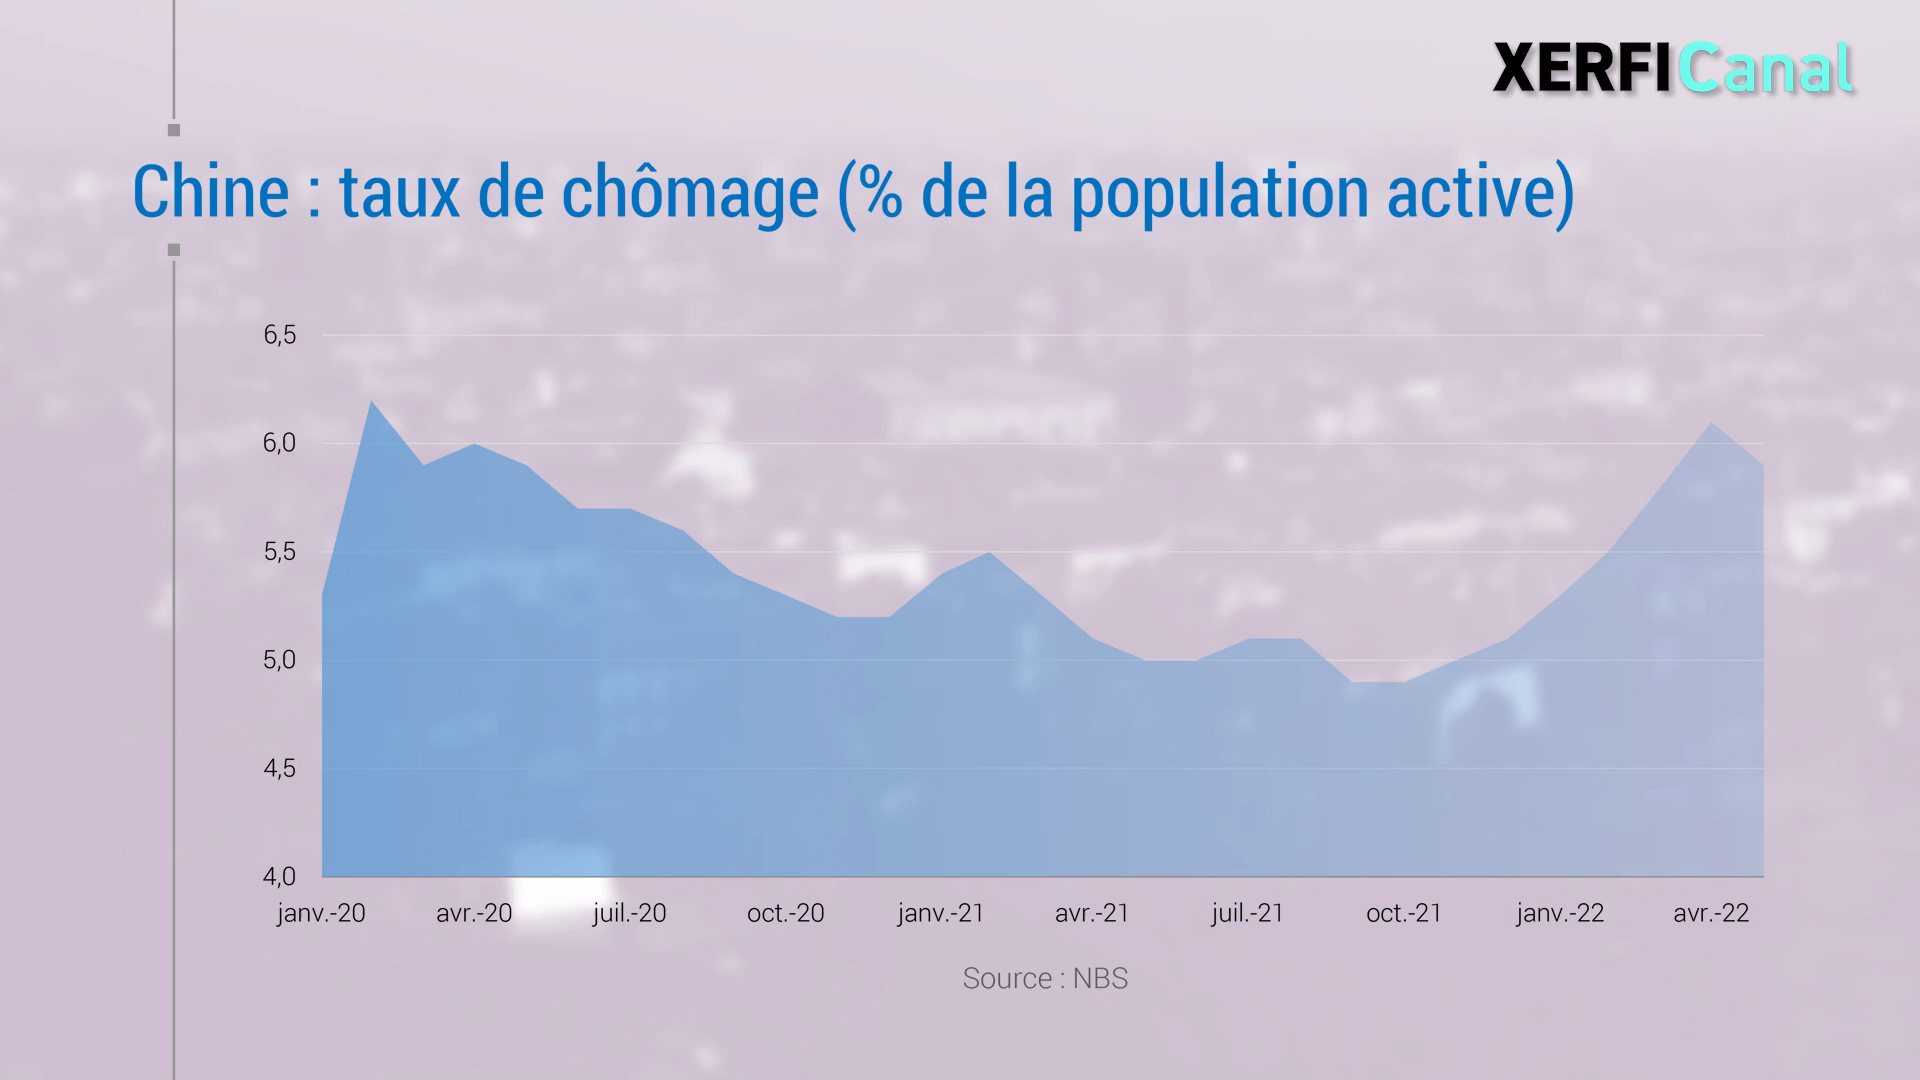 XERFI Canal
Chine : taux de chômage (% de la population active)
6,5
6,0
5,5
5,0
4,5
4,0
janv.-20 avr.-20 juil.-20 oct.-20 janv.-21 avr.-21 juil.-21 oct.-21 janv.-22 avr.-22
Source : NBS